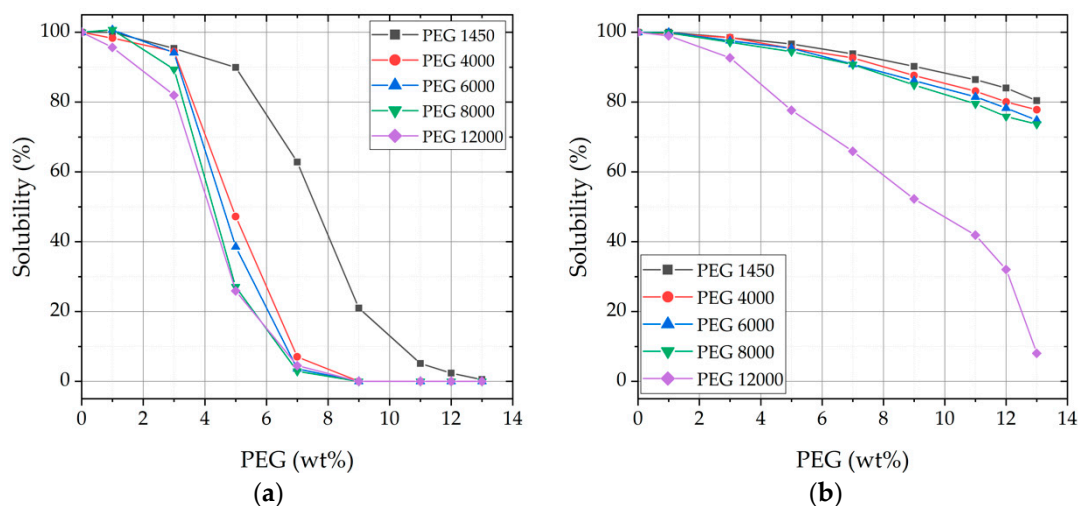 100
80
60
40
20
0
Solubility (%)
PEG 1450
PEG 4000
PEG 6000
PEG 8000
PEG 12000
0 2 4 6 8 10 12 14
PEG (wt%)
(a)
100
80
60
40
20
0
Solubility (%)
PEG 1450
PEG 4000
PEG 6000
PEG 8000
PEG 12000
0 2 4 6 8 10 12 14
PEG (wt%)
(b)